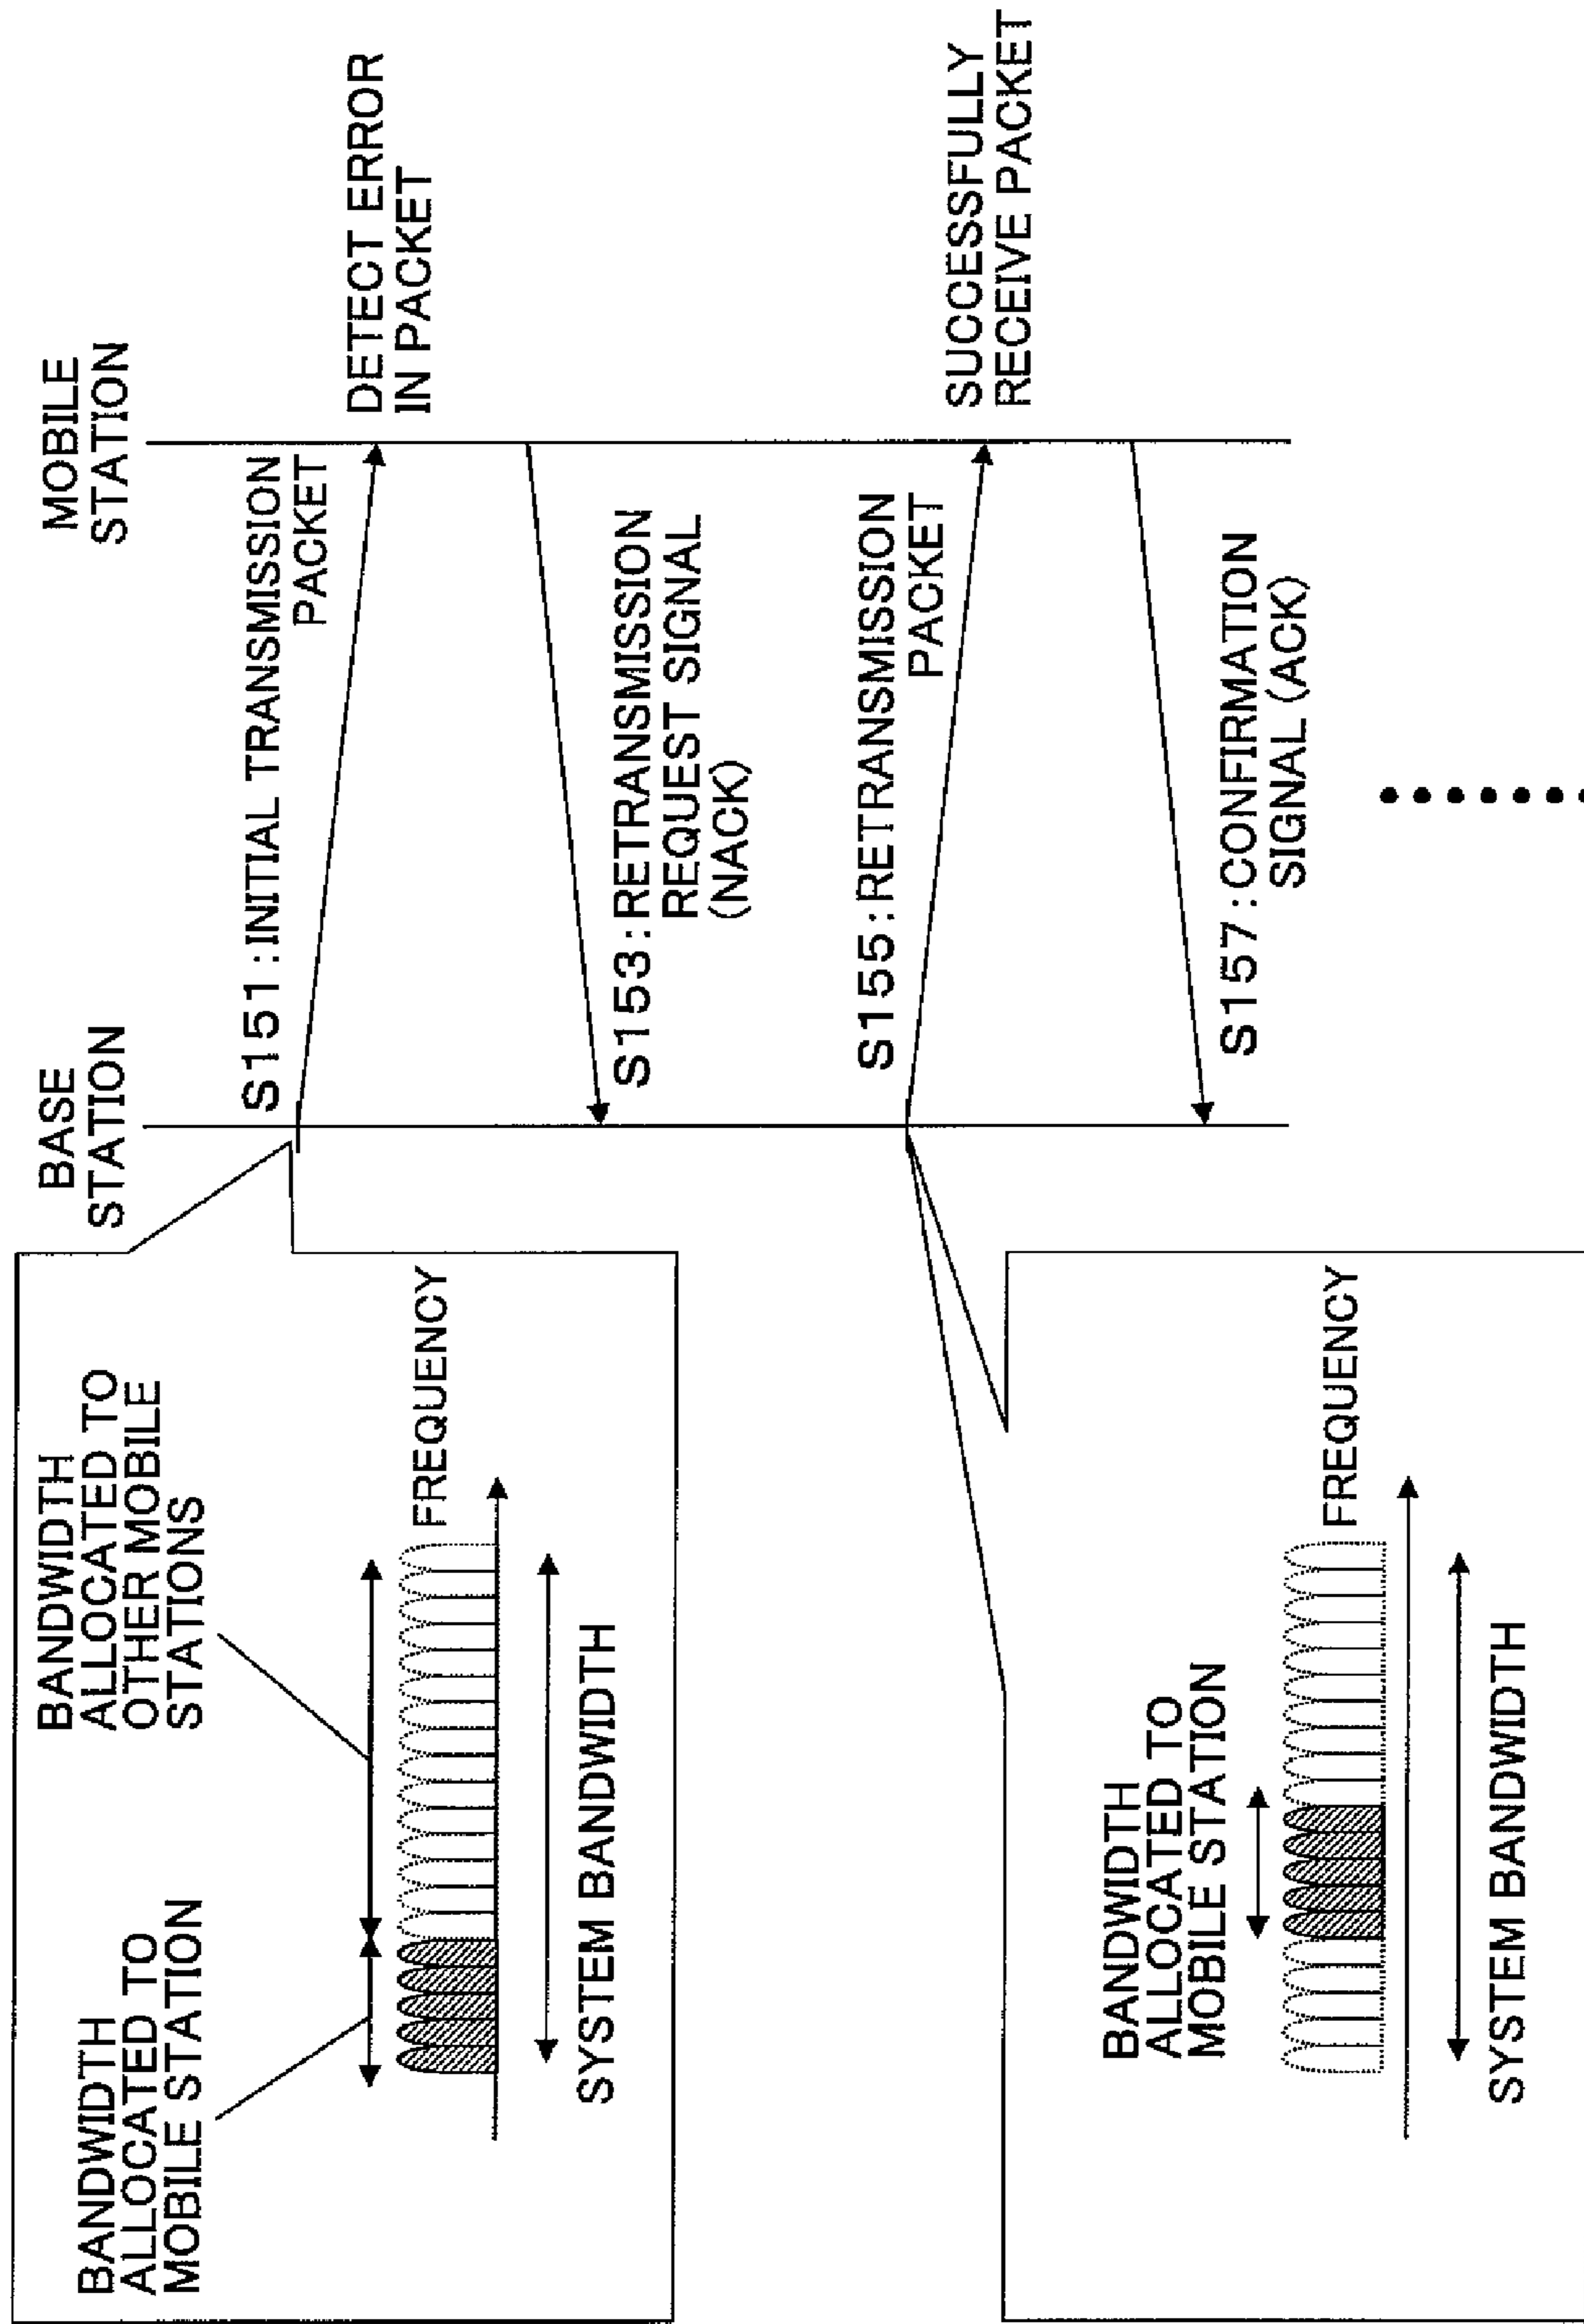 BASE
STATION
MOBILE
STATION
BANDWIDTH
ALLOCATED TO
MOBILE STATION
BANDWIDTH
ALLOCATED TO
OTHER MOBILE
STATIONS
FREQUENCY
SYSTEM BANDWIDTH
S151:INITIAL TRANSMISSION
PACKET
DETECT ERROR
IN PACKET
S153:RETRANSMISSION
REQUEST SIGNAL
(NACK)
S155:RETRANSMISSION
PACKET
SUCCESSFULLY
RECEIVE PACKET
BANDWIDTH
ALLOCATED TO
MOBILE STATION
FREQUENCY
SYSTEM BANDWIDTH
S157:CONFIRMATION
SIGNAL (ACK)